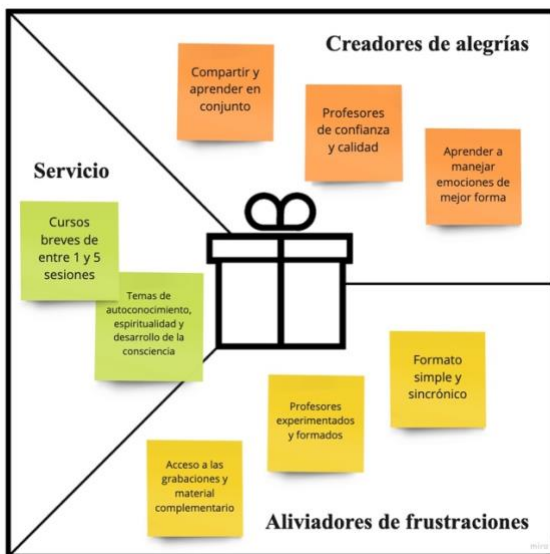 Creadores de alegrías
Compartir y
aprender en
conjunto
Profesores
de confianza
y calidad
Aprender a
manejar
emociones de
mejor forma
Servicio
Cursos
breves de
entre 1 y 5
sesiones
Temas de
autoconocimiento,
espiritualidad y
desarrollo de la
consciencia
Formato
simple y
sincrónico
Profesores
experimentados
y formados
Acceso a las
grabaciones y
material
complementario
Aliviadores de frustraciones
miro